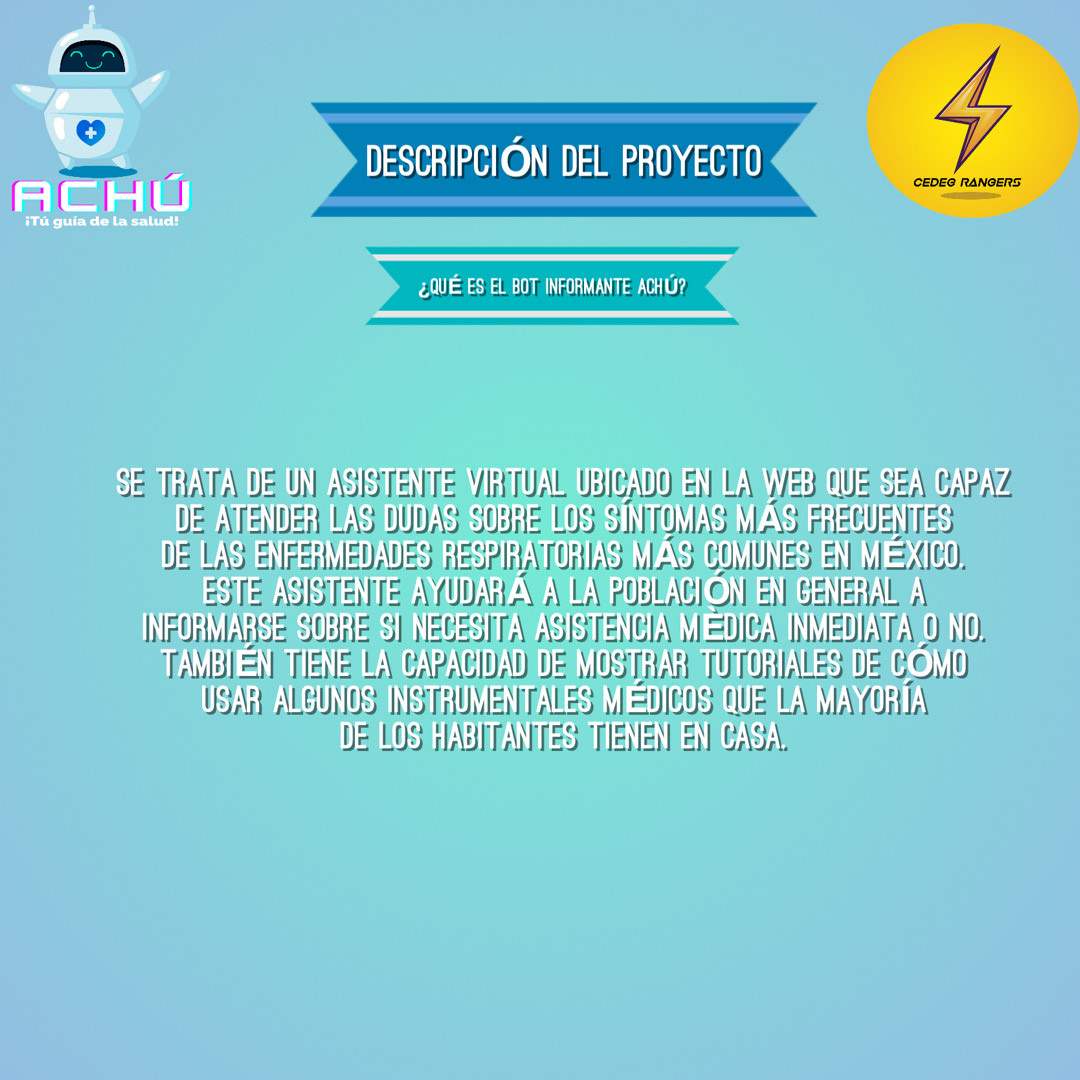 ACHÚ
¡Tú guía de la salud!
CEDEG RANGERS
DESCRIPCIÓN DEL PROYECTO
¿QUÉ ES EL BOT INFORMANTE ACHÚ?
SE TRATA DE UN ASISTENTE VIRTUAL UBICADO EN LA WEB QUE SEA CAPAZ
DE ATENDER LAS DUDAS SOBRE LOS SÍNTOMAS MÁS FRECUENTES
DE LAS ENFERMEDADES RESPIRATORIAS MÁS COMUNES EN MÉXICO.
ESTE ASISTENTE AYUDARÁ A LA POBLACIÓN EN GENERAL A
INFORMARSE SOBRE SI NECESITA ASISTENCIA MÈDICA INMEDIATA O NO.
TAMBIÉN TIENE LA CAPACIDAD DE MOSTRAR TUTORIALES DE CÓMO
USAR ALGUNOS INSTRUMENTALES MÉDICOS QUE LA MAYORÍA
DE LOS HABITANTES TIENEN EN CASA.